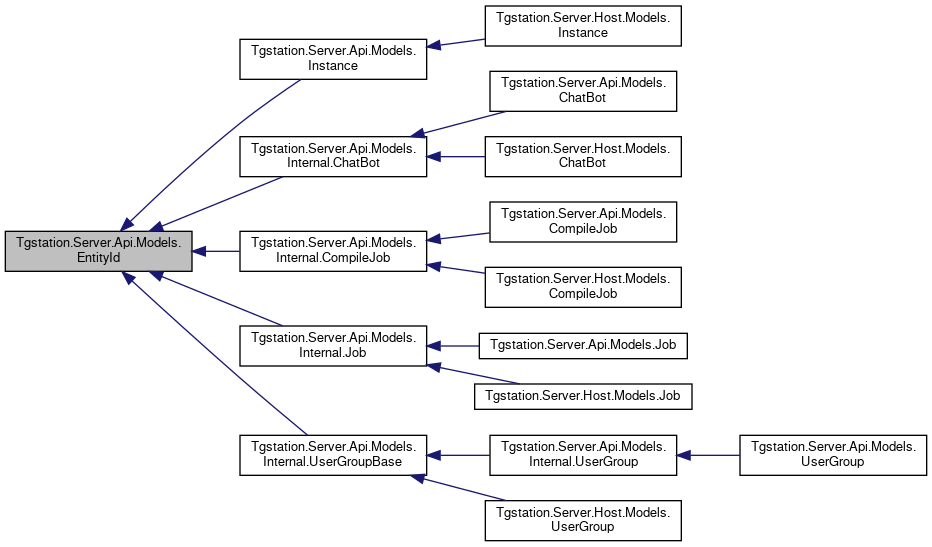 Tgstation.Server.Api.Models.
EntityId
Tgstation.Server.Api.Models.
Instance
Tgstation.Server.Host.Models.
Instance
Tgstation.Server.Api.Models.
Internal.ChatBot
Tgstation.Server.Api.Models.
ChatBot
Tgstation.Server.Host.Models.
ChatBot
Tgstation.Server.Api.Models.
Internal.CompileJob
Tgstation.Server.Api.Models.
CompileJob
Tgstation.Server.Host.Models.
CompileJob
Tgstation.Server.Api.Models.
Internal.Job
Tgstation.Server.Api.Models.Job
Tgstation.Server.Host.Models.Job
Tgstation.Server.Api.Models.
Internal.UserGroupBase
Tgstation.Server.Api.Models.
Internal.UserGroup
Tgstation.Server.Api.Models.
UserGroup
Tgstation.Server.Host.Models.
UserGroup